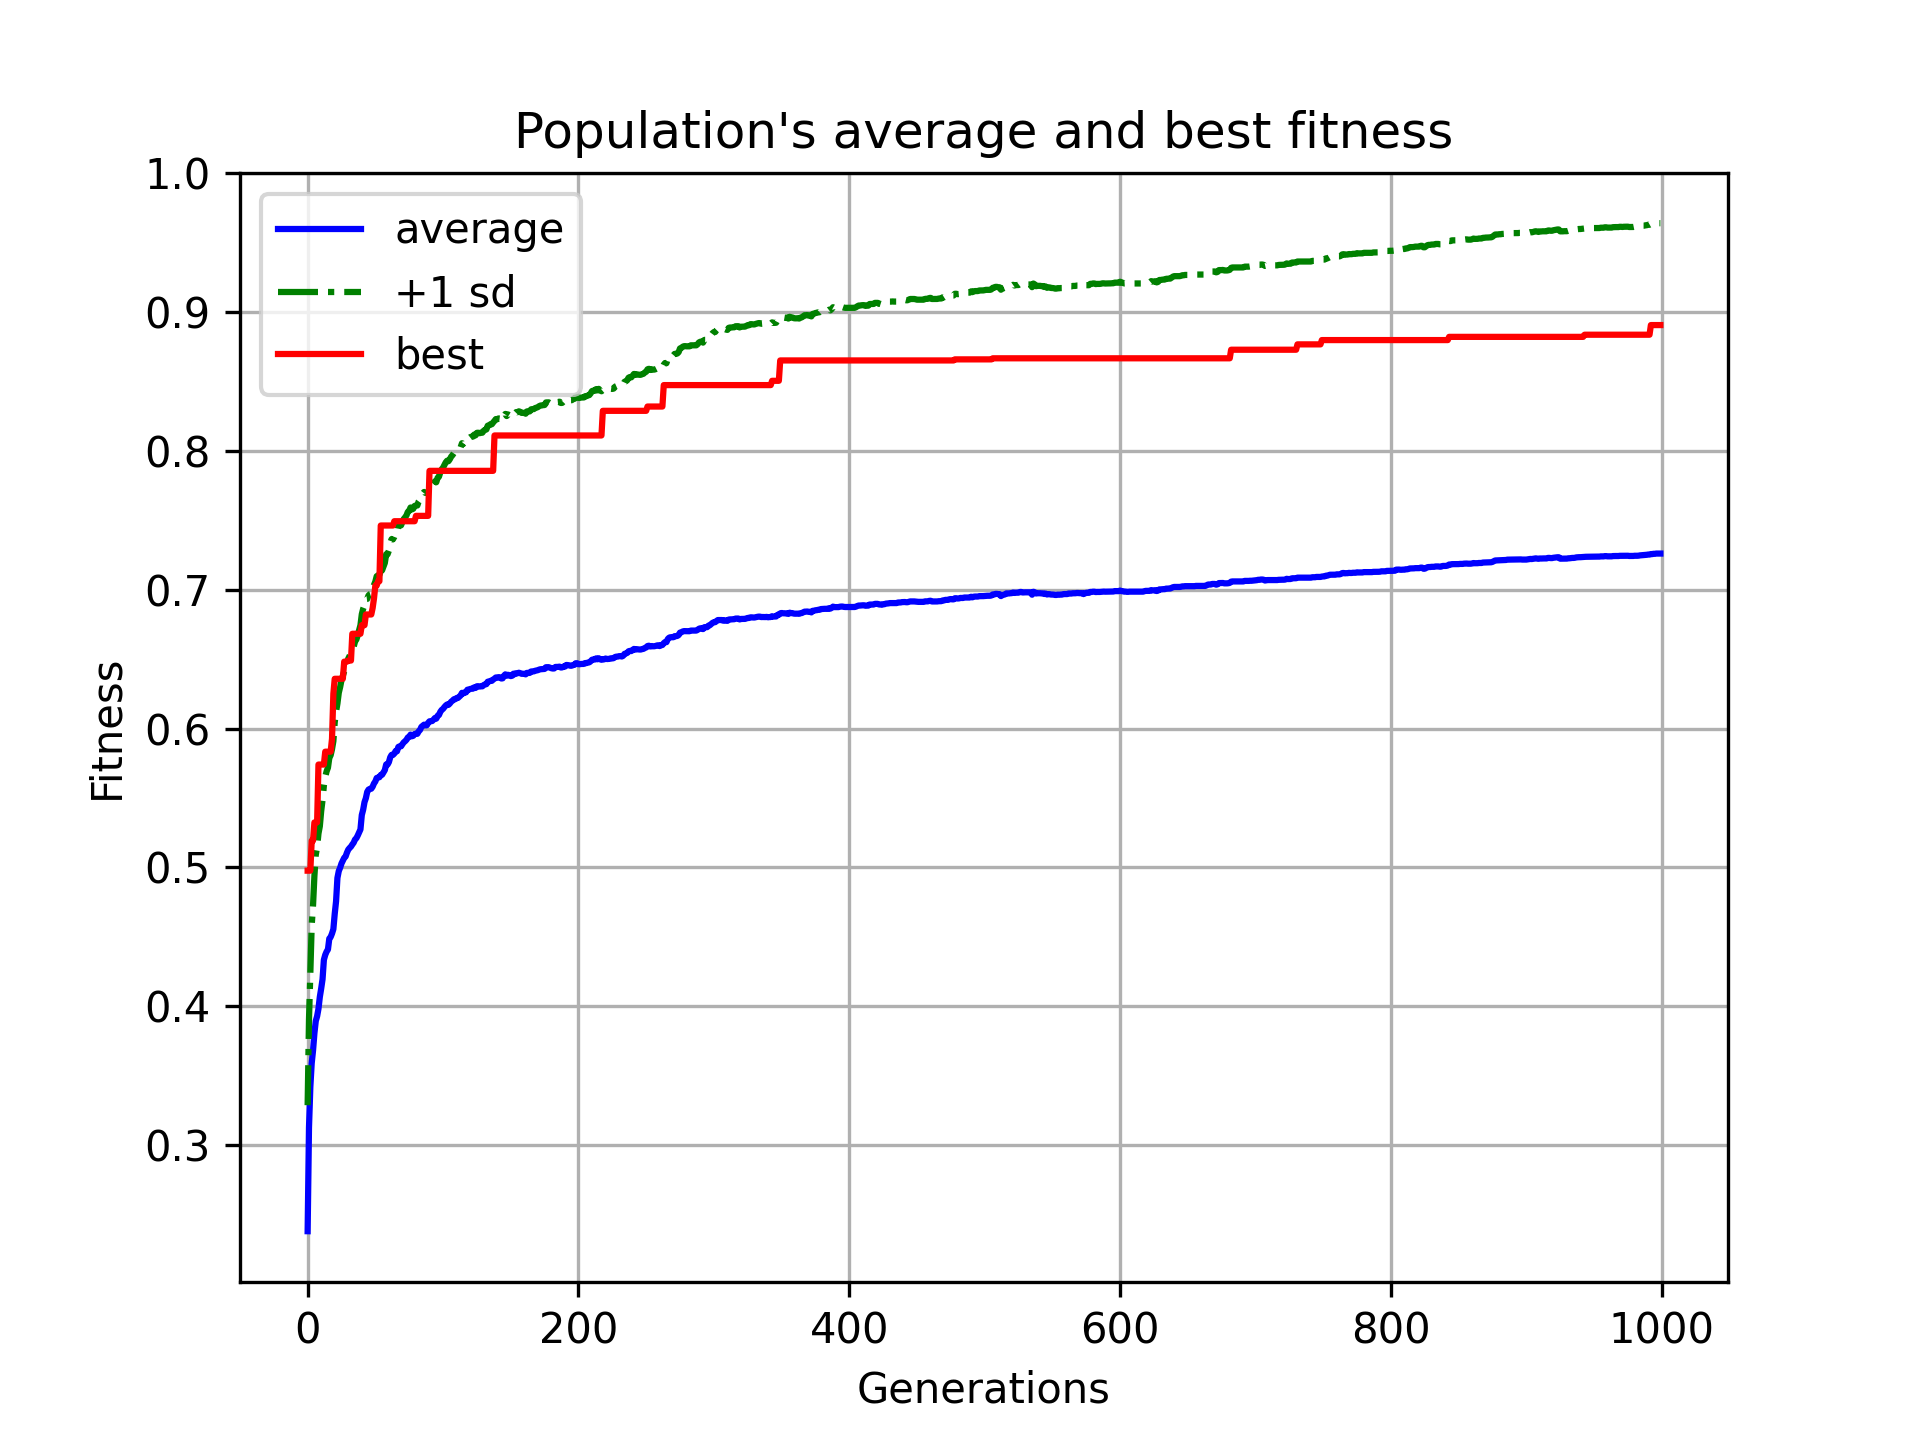 Population's average and best fitness
1.0
0.9
0.8
0.7
0.6
0.5
0.4
0.3
Fitness
average
+1 sd
best
0 200 400 600 800 1000
Generations